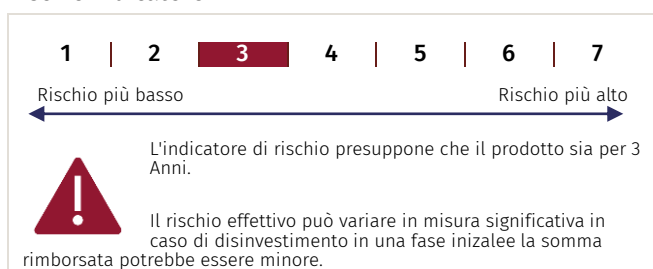 1 2 3 4 5 6 7
Rischio più basso Rischio più alto
L'indicatore di rischio presuppone che il prodotto sia per 3
Anni.
Il rischio effettivo può variare in misura significativa in
caso di disinvestimento in una fase inizalee la somma
rimborsata potrebbe essere minore.